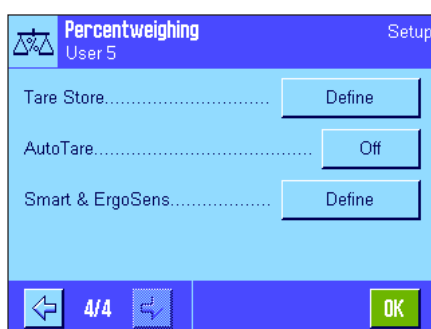 Percentweighing Setup
User 5
Tare Store.............................. Define
AutoTare........................................ Off
Smart & ErgoSens................... Define
4/4 OK